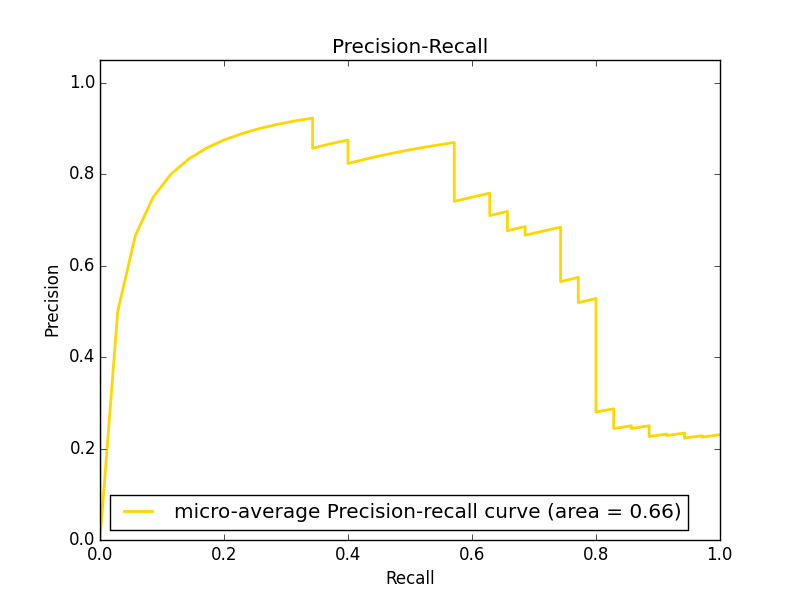 Precision-Recall
1.0
0.8
0.6
0.4
0.2
0.0
Precision
micro-average Precision-recall curve (area = 0.66)
0.0 0.2 0.4 0.6 0.8 1.0
Recall